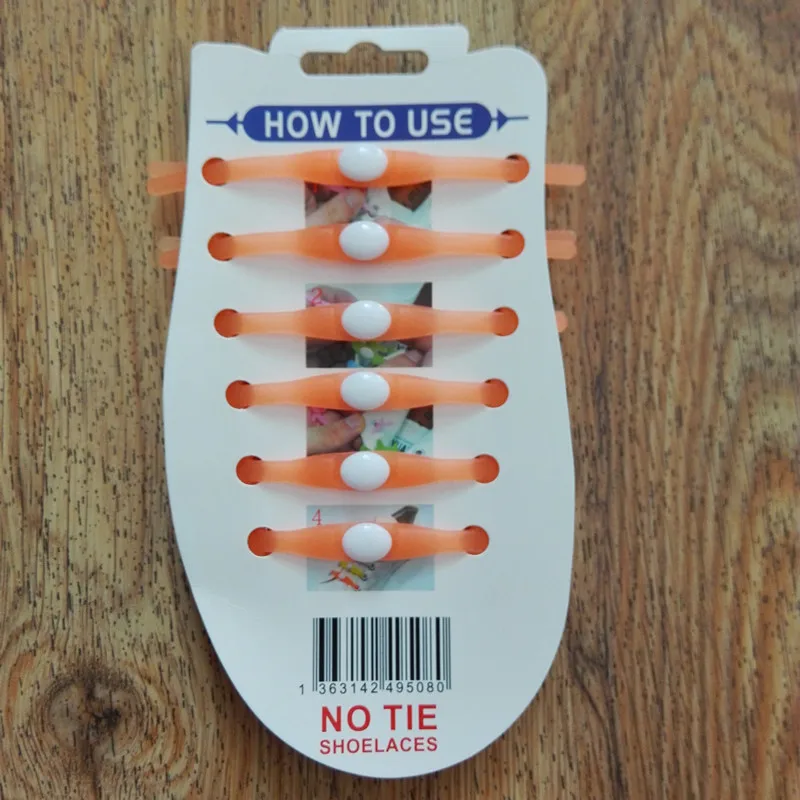 HOW TO USE
4
1 363142 495080
NO TIE
SHOELACES